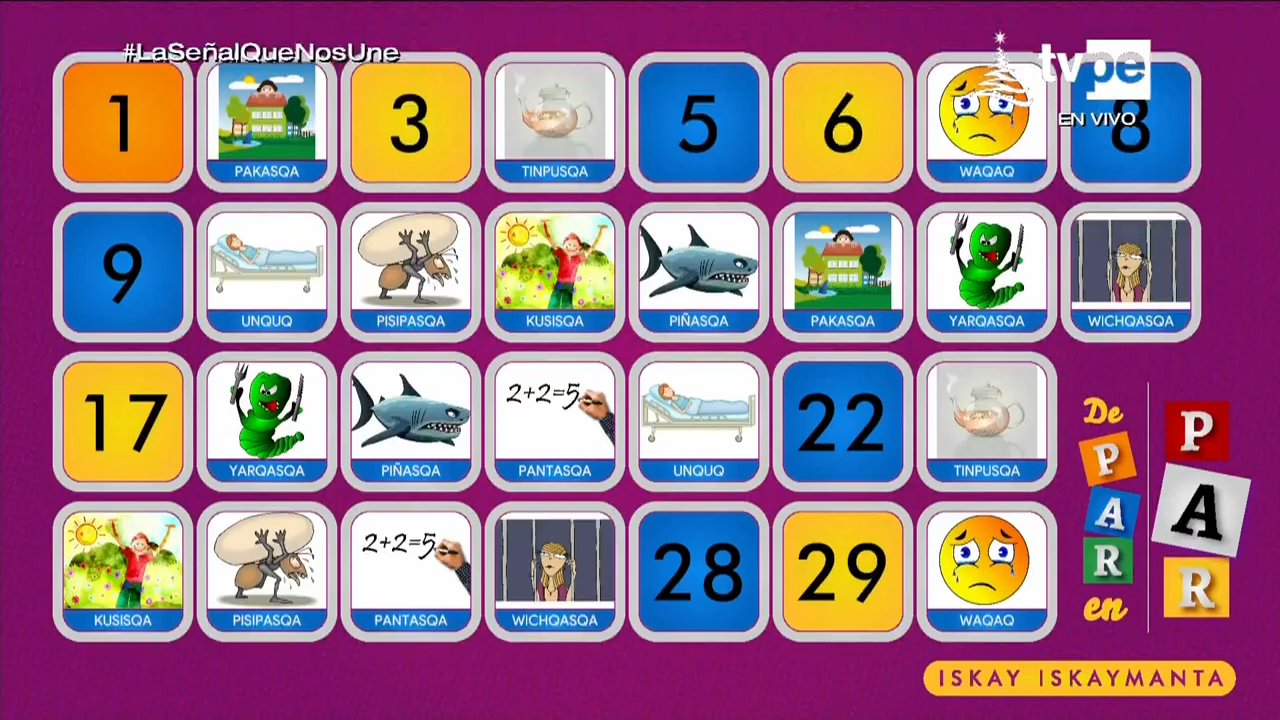 #LaSeñalQueNosUne
tvpe
EN VIVO
1 PAKASQA 3 TINPUSQA 5 6 WAQAQ 8
9 UNQUQ PISIPASQA KUSISQA PIÑASQA PAKASQA YARQASQA WICHQASQA
17 YARQASQA PIÑASQA 2+2=5 PANTASQA UNQUQ 22 TINPUSQA
KUSISQA PISIPASQA 2+2=5 PANTASQA WICHQASQA 28 29 WAQAQ
De
PAR
en
PAR
ISKAY ISKAYMANTA